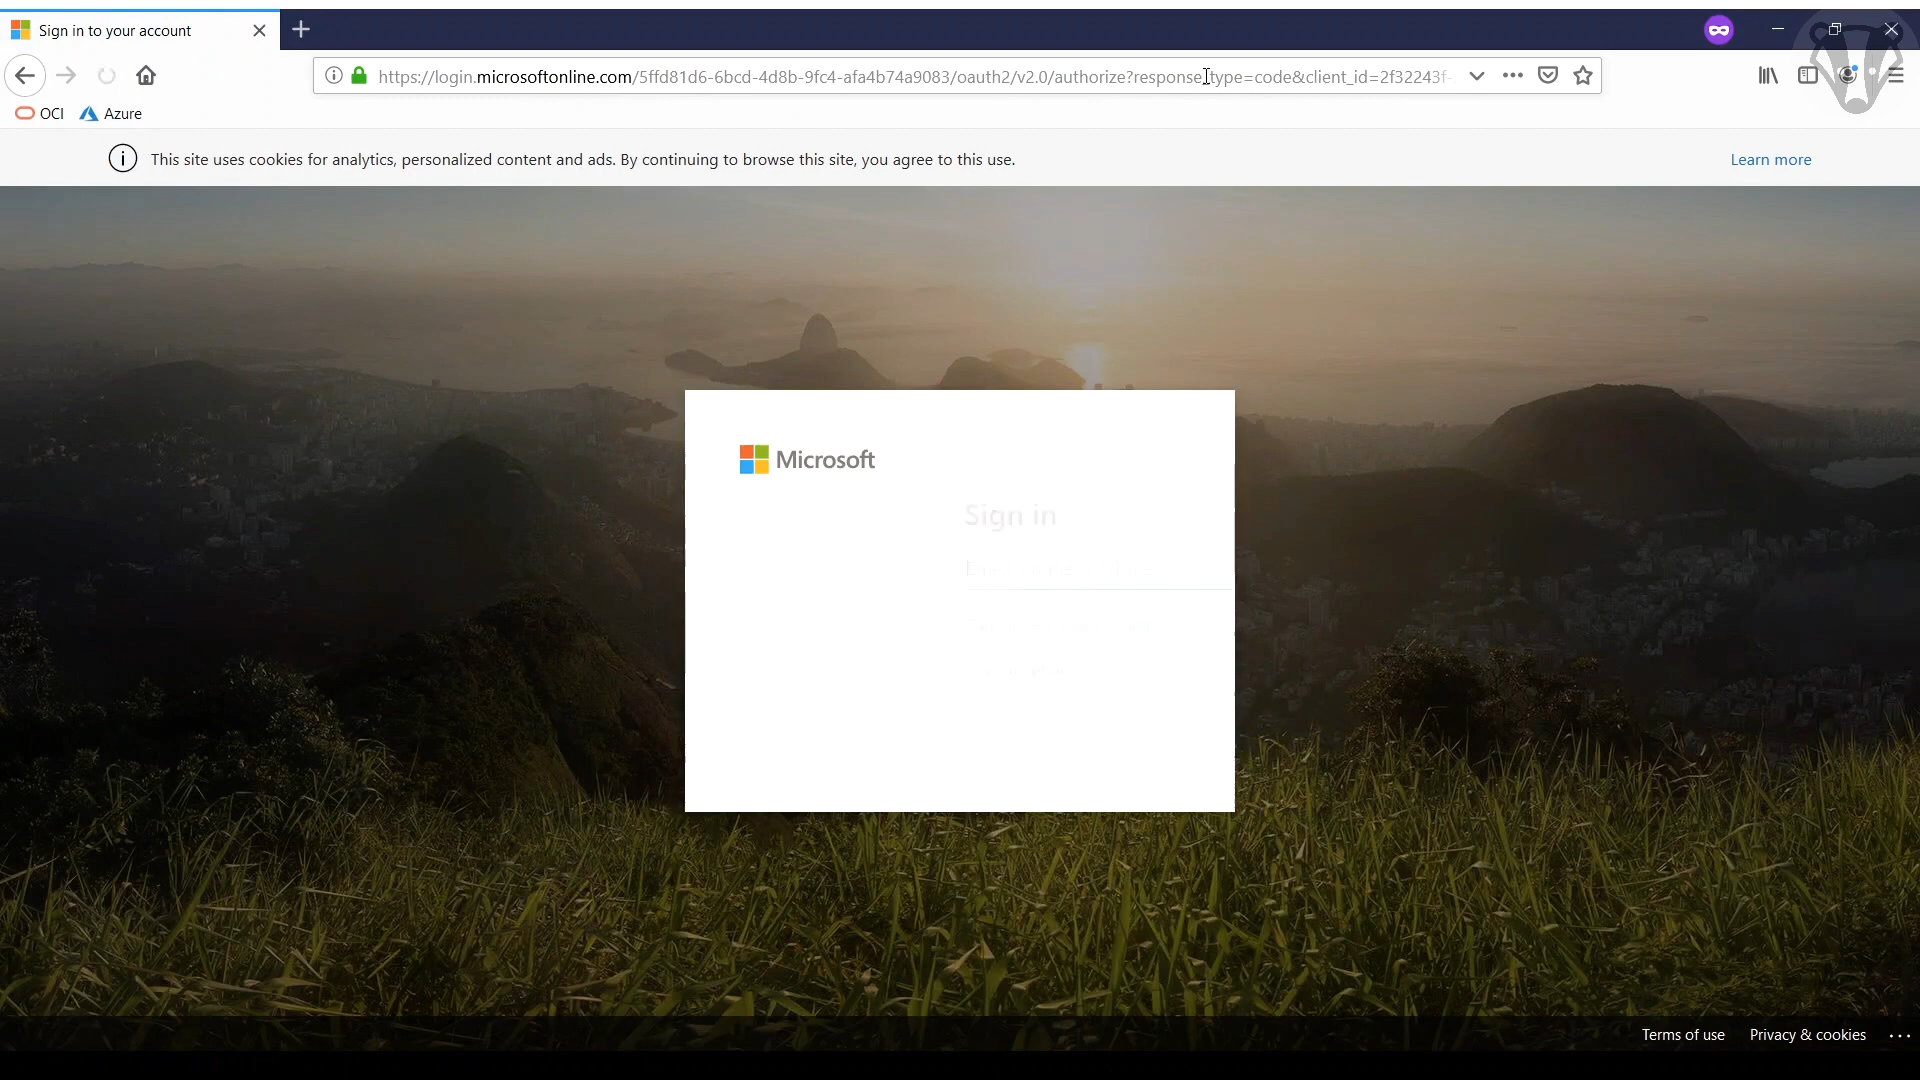 Sign in to your account
https://login.microsoftonline.com/5ffd81d6-6bcd-4d8b-9fc4-afa4b74a9083/oauth2/v2.0/authorize?response_type=code&client_id=2f32243f-
OCI Azure
This site uses cookies for analytics, personalized content and ads. By continuing to browse this site, you agree to this use. Learn more
Microsoft
Sign in
Terms of use Privacy & cookies ...